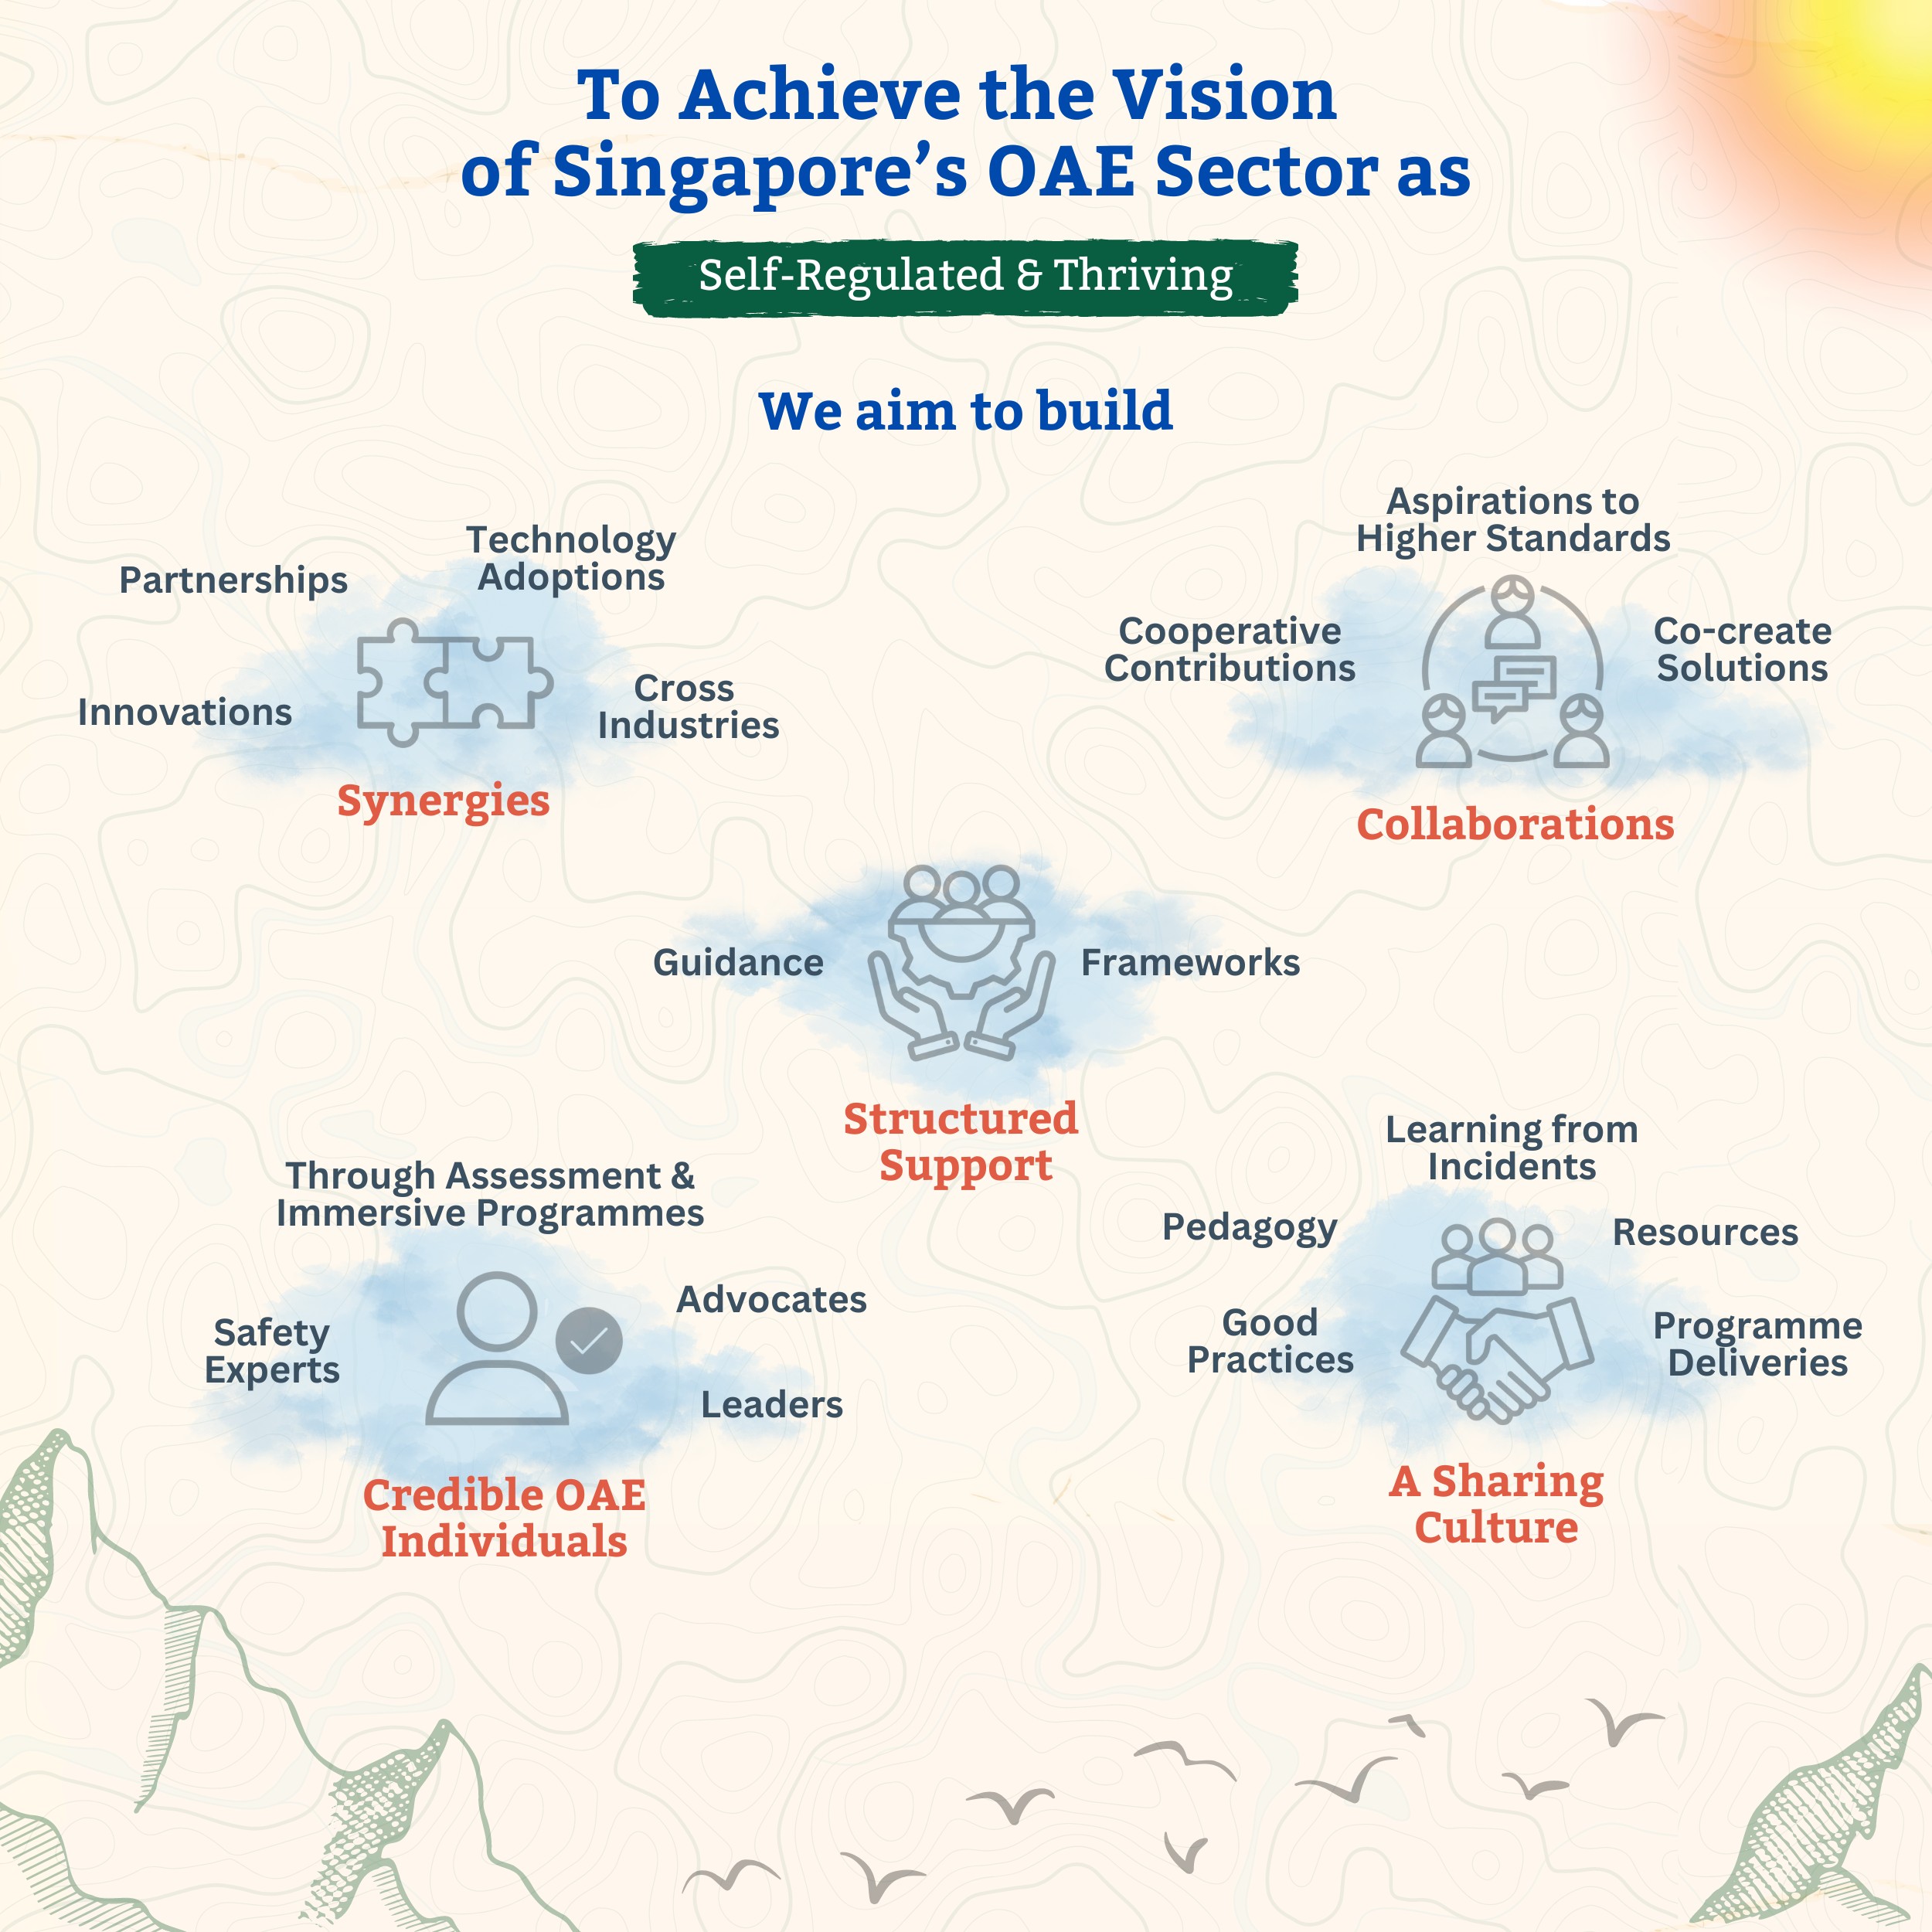 To Achieve the Vision
of Singapore’s OAE Sector as
Self-Regulated & Thriving
We aim to build
Partnerships
Technology
Adoptions
Innovations
Cross
Industries
Synergies
Aspirations to
Higher Standards
Cooperative
Contributions
Co-create
Solutions
Collaborations
Guidance
Frameworks
Structured
Support
Through Assessment &
Immersive Programmes
Safety
Experts
Advocates
Leaders
Credible OAE
Individuals
Learning from
Incidents
Pedagogy
Resources
Good
Practices
Programme
Deliveries
A Sharing
Culture